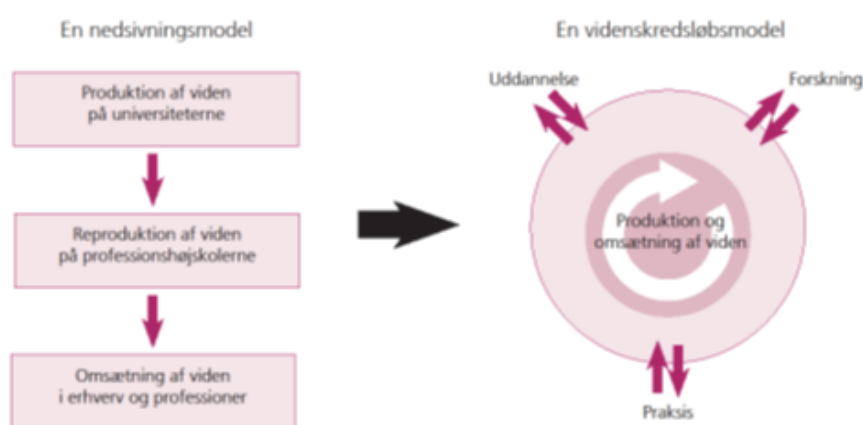 En nedsivningsmodel
Produktion af viden
på universiteterne
Reproduktion af viden
på professionshøjskolerne
Omsætning af viden
i erhverv og professioner
En videnskredsløbsmodel
Uddannelse
Forskning
Produktion og
omsætning af viden
Praksis